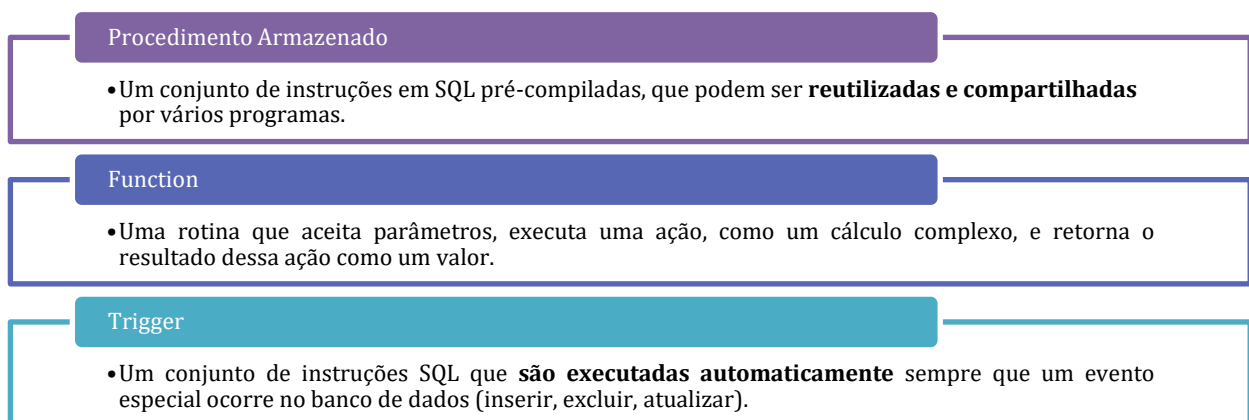 Procedimento Armazenado
•Um conjunto de instruções em SQL pré-compiladas, que podem ser reutilizadas e compartilhadas
por vários programas.
Function
•Uma rotina que aceita parâmetros, executa uma ação, como um cálculo complexo, e retorna o
resultado dessa ação como um valor.
Trigger
•Um conjunto de instruções SQL que são executadas automaticamente sempre que um evento
especial ocorre no banco de dados (inserir, excluir, atualizar).